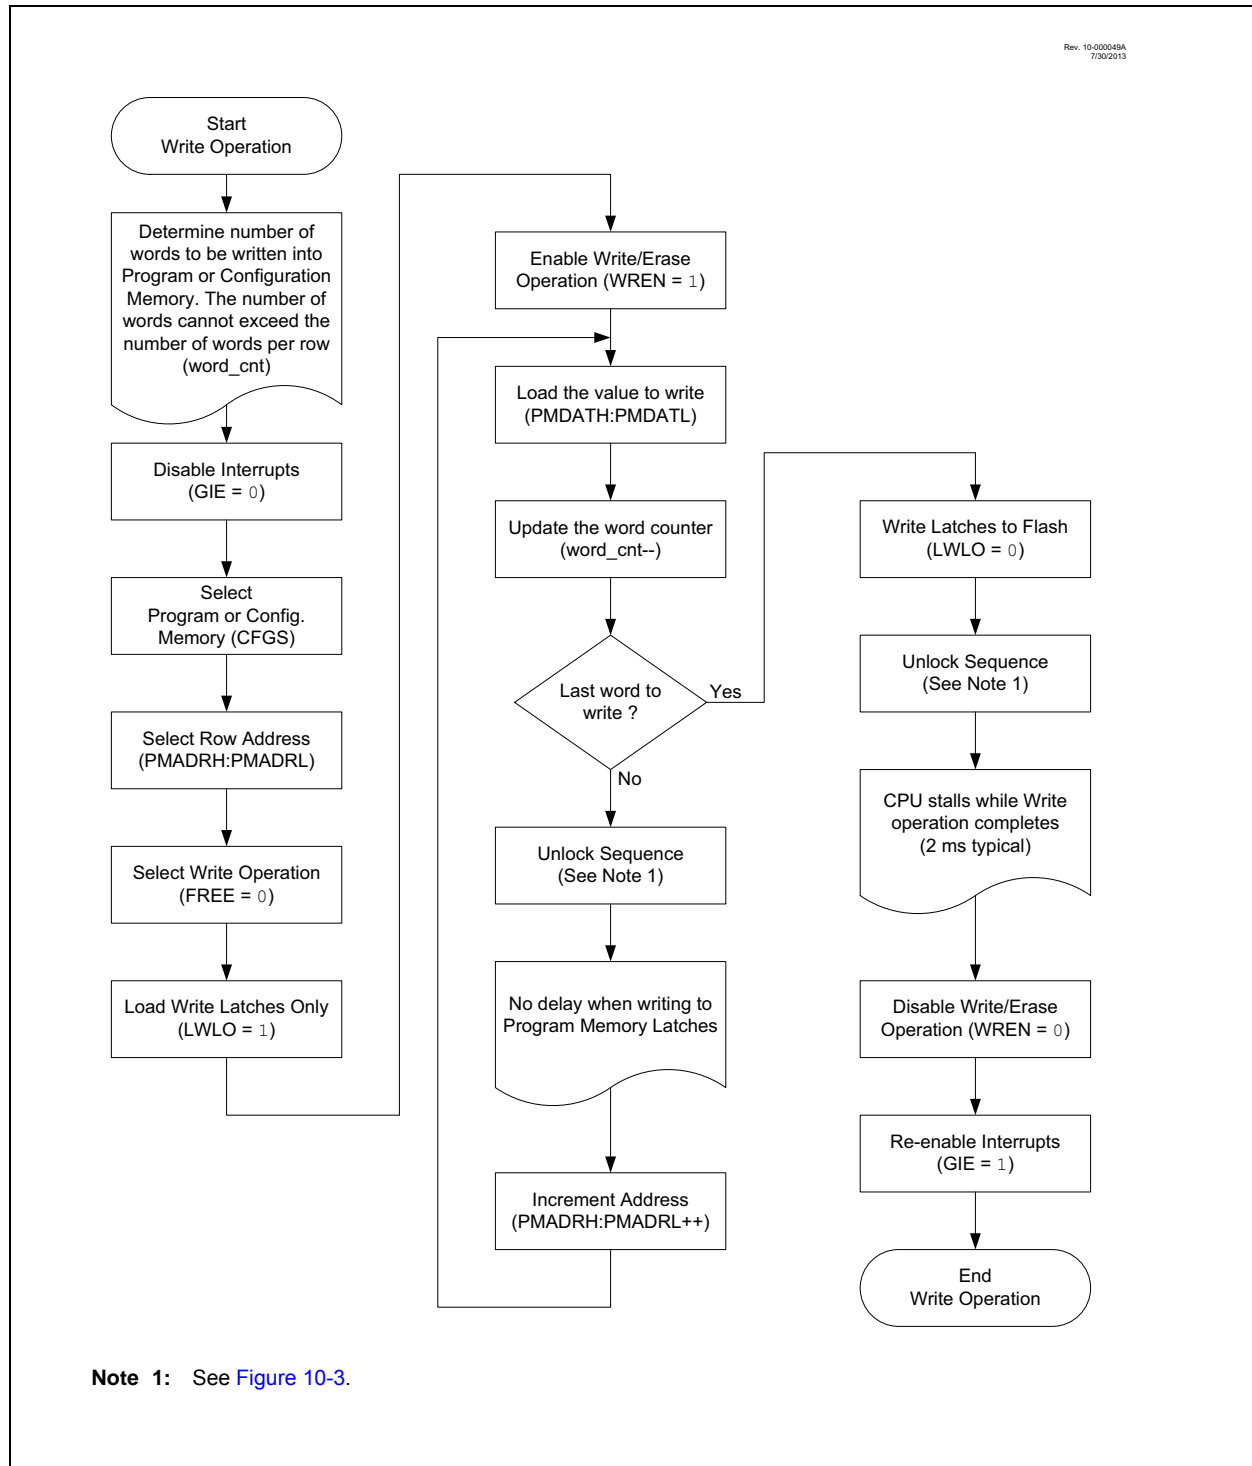 Rev. 10-000049A
7/30/2013
Start
Write Operation
Determine number of
words to be written into
Program or Configuration
Memory. The number of
words cannot exceed the
number of words per row
(word_cnt)
Disable Interrupts
(GIE = 0)
Select
Program or Config.
Memory (CFGS)
Select Row Address
(PMADRH:PMADRL)
Select Write Operation
(FREE = 0)
Load Write Latches Only
(LWLO = 1)
Enable Write/Erase
Operation (WREN = 1)
Load the value to write
(PMDATH:PMDATL)
Update the word counter
(word_cnt--)
Last word to
write ?
Yes
No
Unlock Sequence
(See Note 1)
No delay when writing to
Program Memory Latches
Increment Address
(PMADRH:PMADRL++)
Write Latches to Flash
(LWLO = 0)
Unlock Sequence
(See Note 1)
CPU stalls while Write
operation completes
(2 ms typical)
Disable Write/Erase
Operation (WREN = 0)
Re-enable Interrupts
(GIE = 1)
End
Write Operation
Note 1: See Figure 10-3.